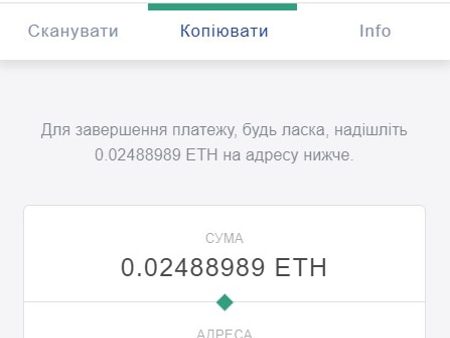 Сканувати Копіювати Info
Для завершення платежу, будь ласка, надішліть
0.02488989 ETH на адресу нижче.
СУМА
0.02488989 ETH
АДРЕСА